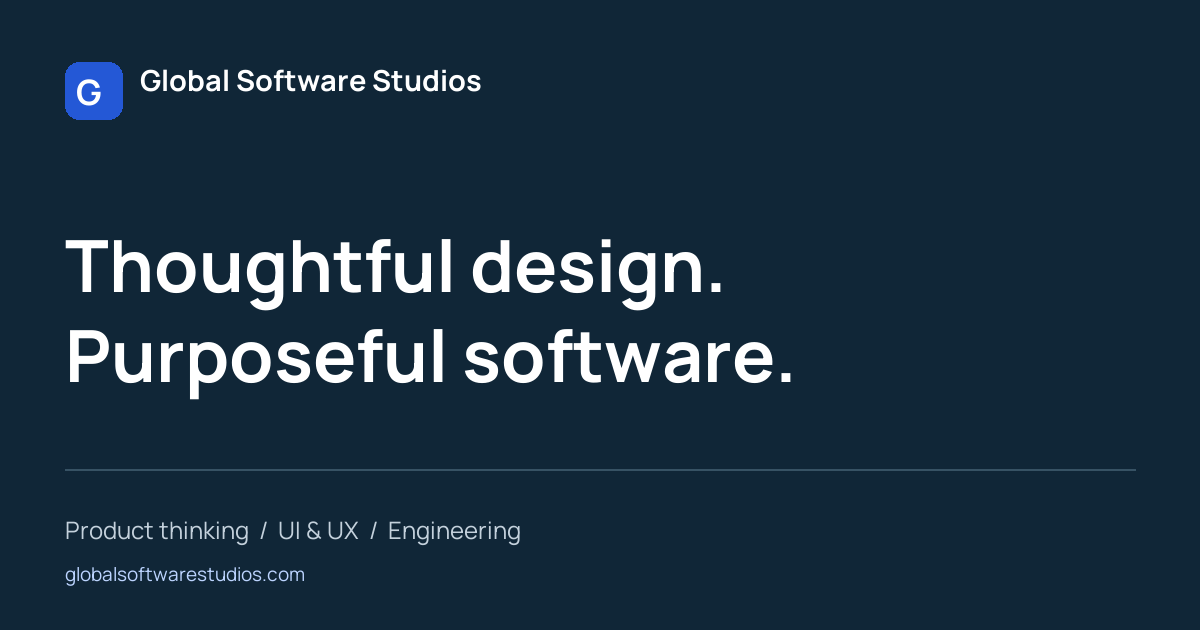 G
Global Software Studios
Thoughtful design.
Purposeful software.
Product thinking / UI & UX / Engineering
globalsoftwarestudios.com